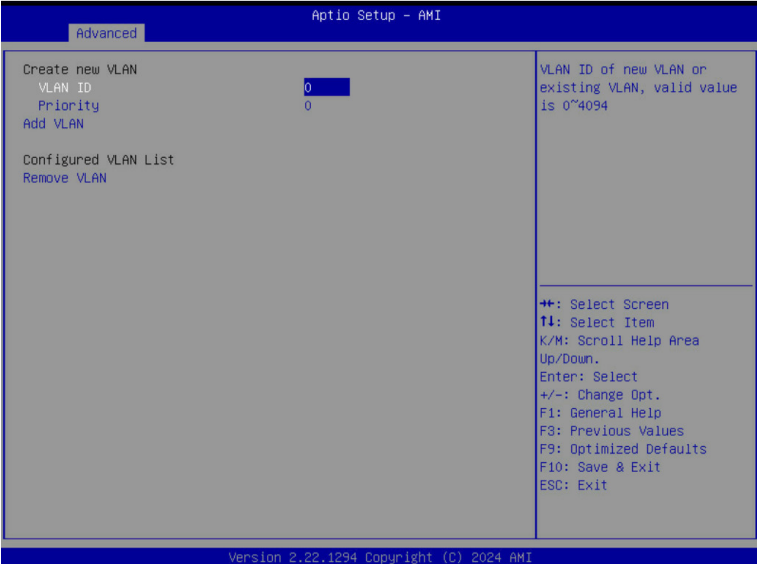 Aptio Setup – AMI
Advanced
Create new VLAN
VLAN ID 0
Priority 0
Add VLAN
Configured VLAN List
Remove VLAN
VLAN ID of new VLAN or
existing VLAN, valid value
is 0~4094
→←: Select Screen
↑↓: Select Item
K/M: Scroll Help Area
Up/Down.
Enter: Select
+/-: Change Opt.
F1: General Help
F3: Previous Values
F9: Optimized Defaults
F10: Save & Exit
ESC: Exit
Version 2.22.1294 Copyright (C) 2024 AMI